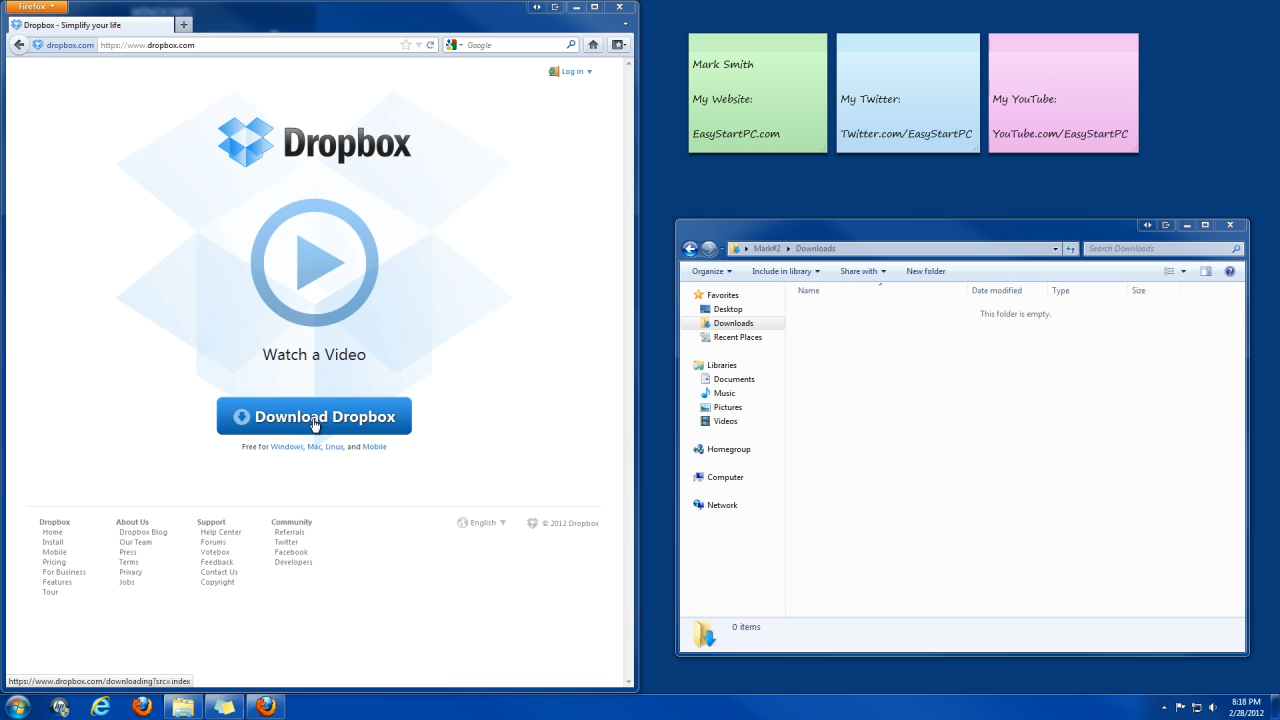 Firefox
Dropbox - Simplify your life
dropbox.com
https://www.dropbox.com
Google
Log in
Dropbox
Watch a Video
Download Dropbox
Free for Windows, Mac, Linux, and Mobile
Dropbox
Home
Install
Mobile
Pricing
For Business
Features
Tour
About Us
Dropbox Blog
Our Team
Press
Terms
Privacy
Jobs
Support
Help Center
Forums
Votebox
Feedback
Contact Us
Copyright
Community
Referrals
Twitter
Facebook
Developers
English
© 2012 Dropbox
https://www.dropbox.com/downloading?src=index
Mark Smith
My Website:
EasyStartPC.com
My Twitter:
Twitter.com/EasyStartPC
My YouTube:
YouTube.com/EasyStartPC
Mark#2
Downloads
Search Downloads
Organize
Include in library
Share with
New folder
Favorites
Desktop
Downloads
Recent Places
Libraries
Documents
Music
Pictures
Videos
Homegroup
Computer
Network
Name
Date modified
Type
Size
This folder is empty.
0 items
8:18 PM
2/28/2012